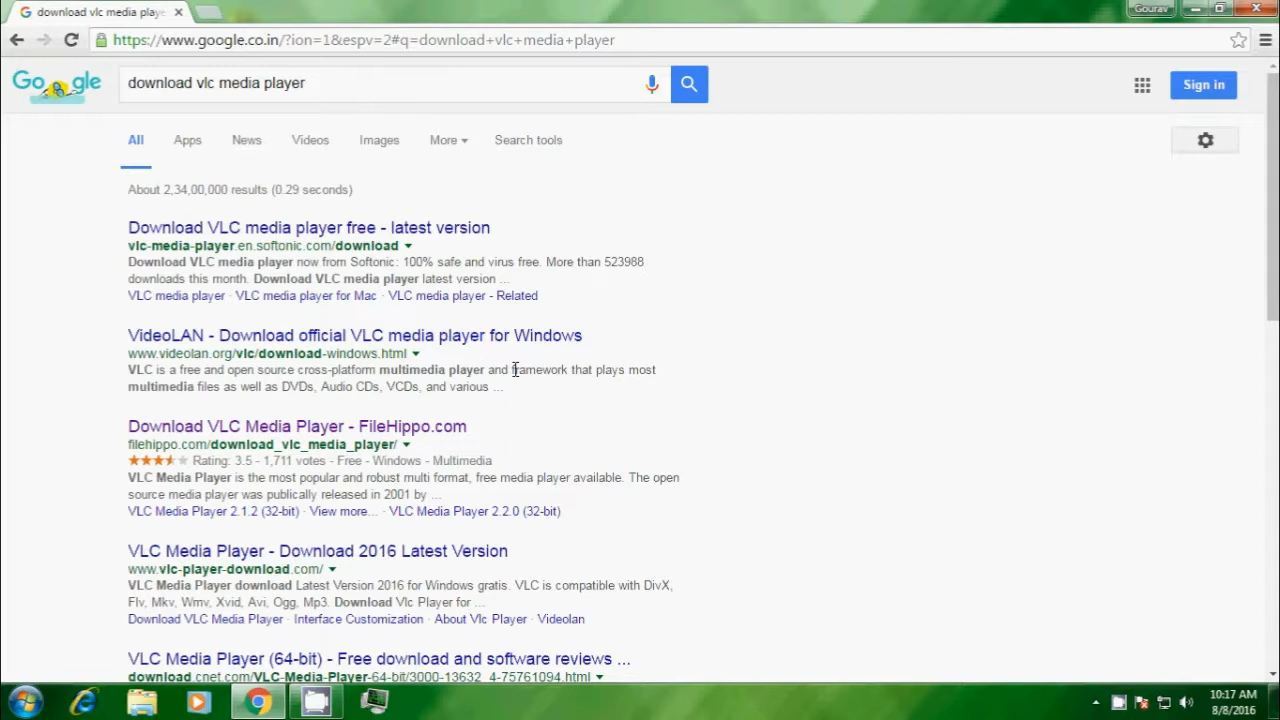 download vlc media playe
Gourav
https://www.google.co.in/?ion=1&espv=2#q=download+vlc+media+player
Google
download vlc media player
Sign in
All Apps News Videos Images More Search tools
About 2,34,00,000 results (0.29 seconds)
Download VLC media player free - latest version
vlc-media-player.en.softonic.com/download
Download VLC media player now from Softonic: 100% safe and virus free. More than 523988
downloads this month. Download VLC media player latest version ...
VLC media player · VLC media player for Mac · VLC media player - Related
VideoLAN - Download official VLC media player for Windows
www.videolan.org/vlc/download-windows.html
VLC is a free and open source cross-platform multimedia player and framework that plays most
multimedia files as well as DVDs, Audio CDs, VCDs, and various ...
Download VLC Media Player - FileHippo.com
filehippo.com/download_vlc_media_player/
Rating: 3.5 - 1,711 votes - Free - Windows - Multimedia
VLC Media Player is the most popular and robust multi format, free media player available. The open
source media player was publically released in 2001 by ...
VLC Media Player 2.1.2 (32-bit) · View more... · VLC Media Player 2.2.0 (32-bit)
VLC Media Player - Download 2016 Latest Version
www.vlc-player-download.com/
VLC Media Player download Latest Version 2016 for Windows gratis. VLC is compatible with DivX,
Flv, Mkv, Wmv, Xvid, Avi, Ogg, Mp3. Download Vlc Player for ...
Download VLC Media Player · Interface Customization · About Vlc Player · Videolan
VLC Media Player (64-bit) - Free download and software reviews ...
download.cnet.com/VLC-Media-Player-64-bit/3000-13632_4-75761094.html
10:17 AM
8/8/2016